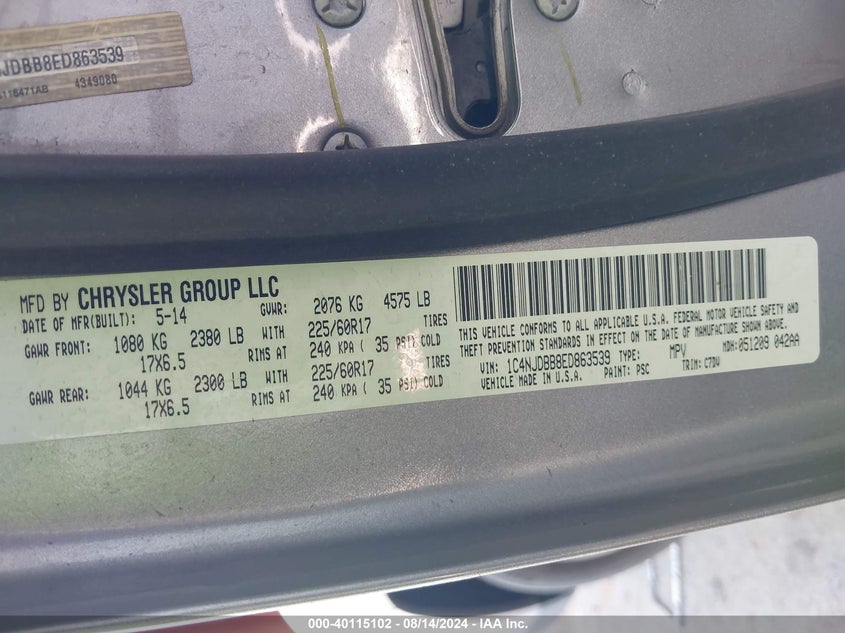 JDBB8ED863539
116471AB 4349080
MFD BY CHRYSLER GROUP LLC
DATE OF MFR(BUILT): 5-14 GVWR: 2076 KG 4575 LB
GAWR FRONT: 1080 KG 2380 LB WITH 225/60R17 TIRES
17X6.5 RIMS AT 240 KPA ( 35 PSI) COLD
GAWR REAR: 1044 KG 2300 LB WITH 225/60R17 TIRES
17X6.5 RIMS AT 240 KPA ( 35 PSI) COLD
THIS VEHICLE CONFORMS TO ALL APPLICABLE U.S.A. FEDERAL MOTOR VEHICLE SAFETY AND
THEFT PREVENTION STANDARDS IN EFFECT ON THE DATE OF MANUFACTURE SHOWN ABOVE.
VIN: 1C4NJDBB8ED863539 TYPE: MPV MDH:051209 042AA
VEHICLE MADE IN U.S.A. PAINT: PSC TRIM: C7DV
000-40115102 - 08/14/2024 - IAA Inc.